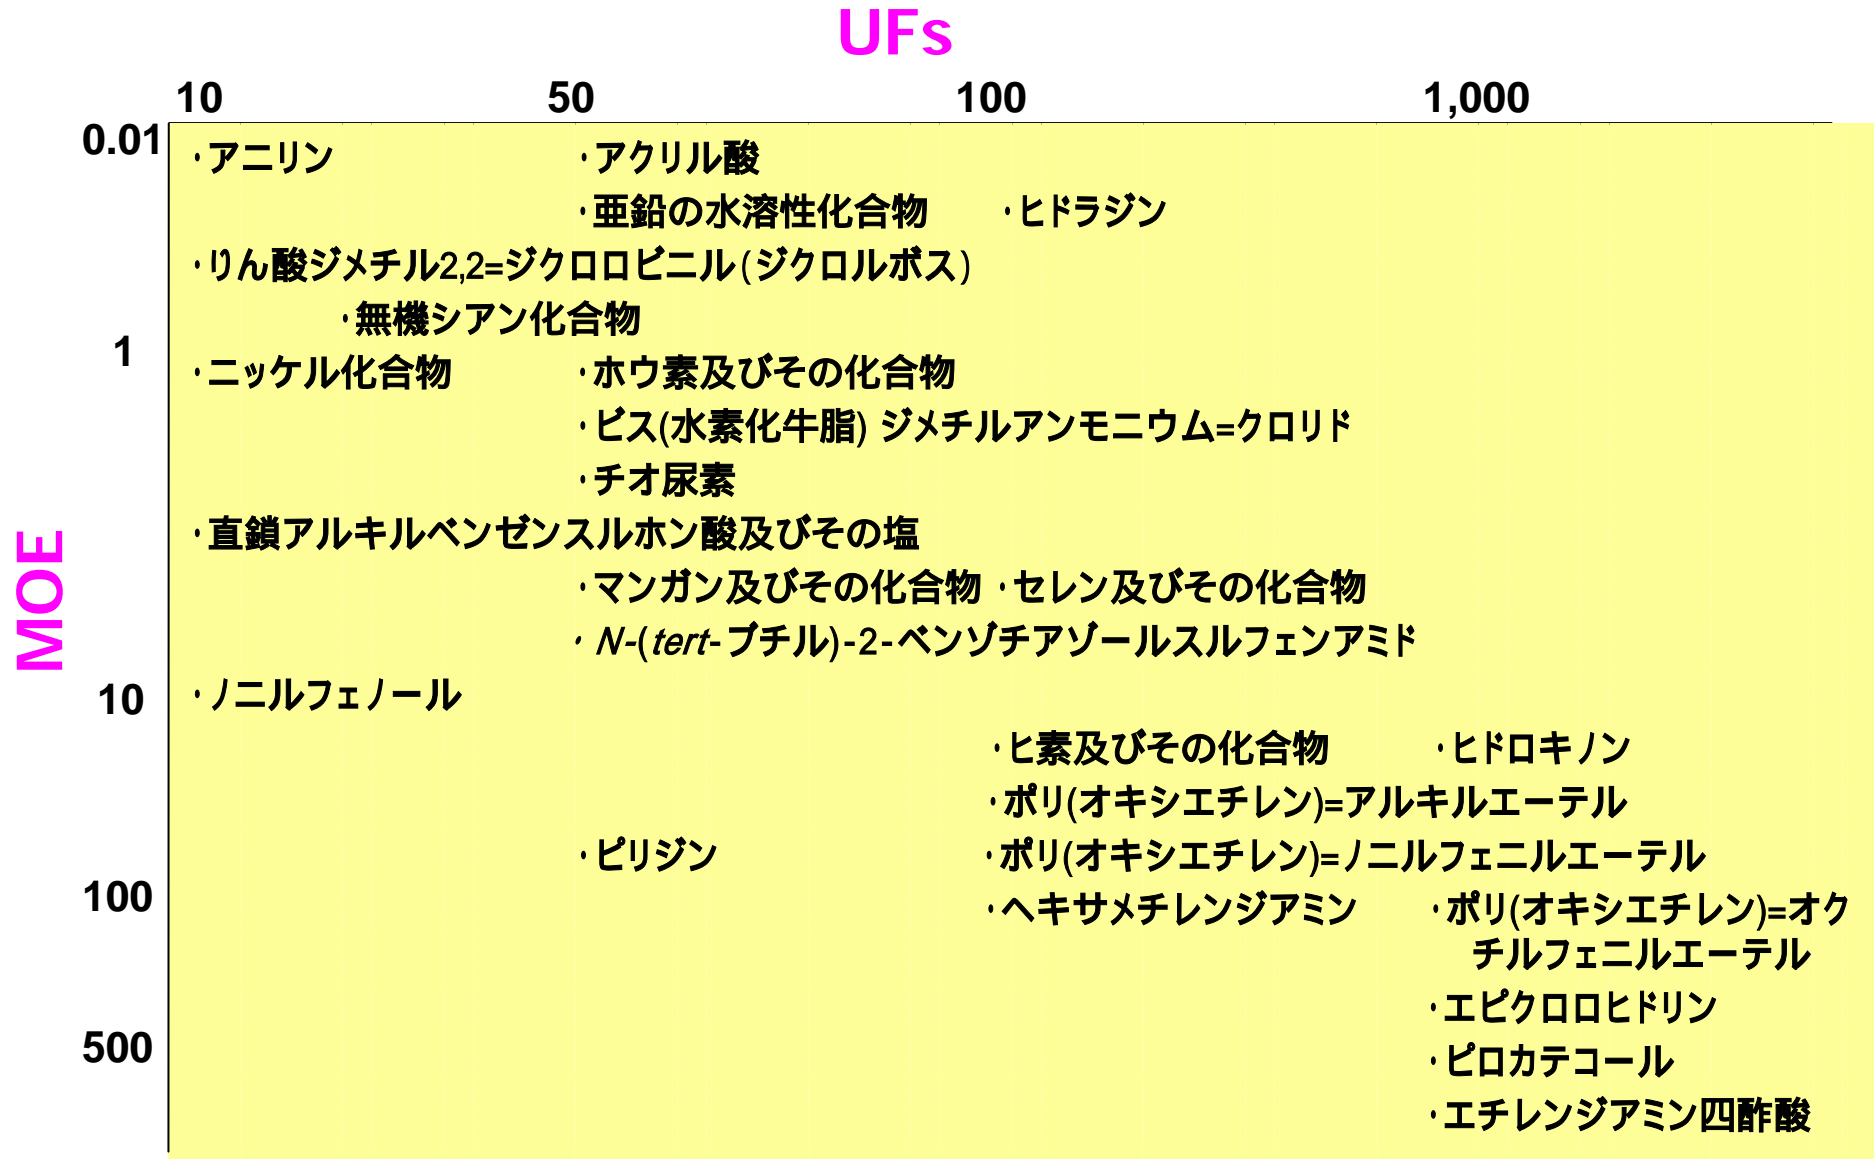 UFs
10 50 100 1,000
0.01
・アニリン ・アクリル酸
・亜鉛の水溶性化合物 ・ヒドラジン
・りん酸ジメチル2,2=ジクロロビニル(ジクロルボス)
・無機シアン化合物
1
・ニッケル化合物 ・ホウ素及びその化合物
・ビス(水素化牛脂) ジメチルアンモニウム=クロリド
・チオ尿素
・直鎖アルキルベンゼンスルホン酸及びその塩
MOE
・マンガン及びその化合物 ・セレン及びその化合物
・N-(tert-ブチル)-2-ベンゾチアゾールスルフェンアミド
10
・ノニルフェノール
・ヒ素及びその化合物 ・ヒドロキノン
・ポリ(オキシエチレン)=アルキルエーテル
・ピリジン ・ポリ(オキシエチレン)=ノニルフェニルエーテル
100
・ヘキサメチレンジアミン ・ポリ(オキシエチレン)=オク
チルフェニルエーテル
・エピクロロヒドリン
500
・ピロカテコール
・エチレンジアミン四酢酸